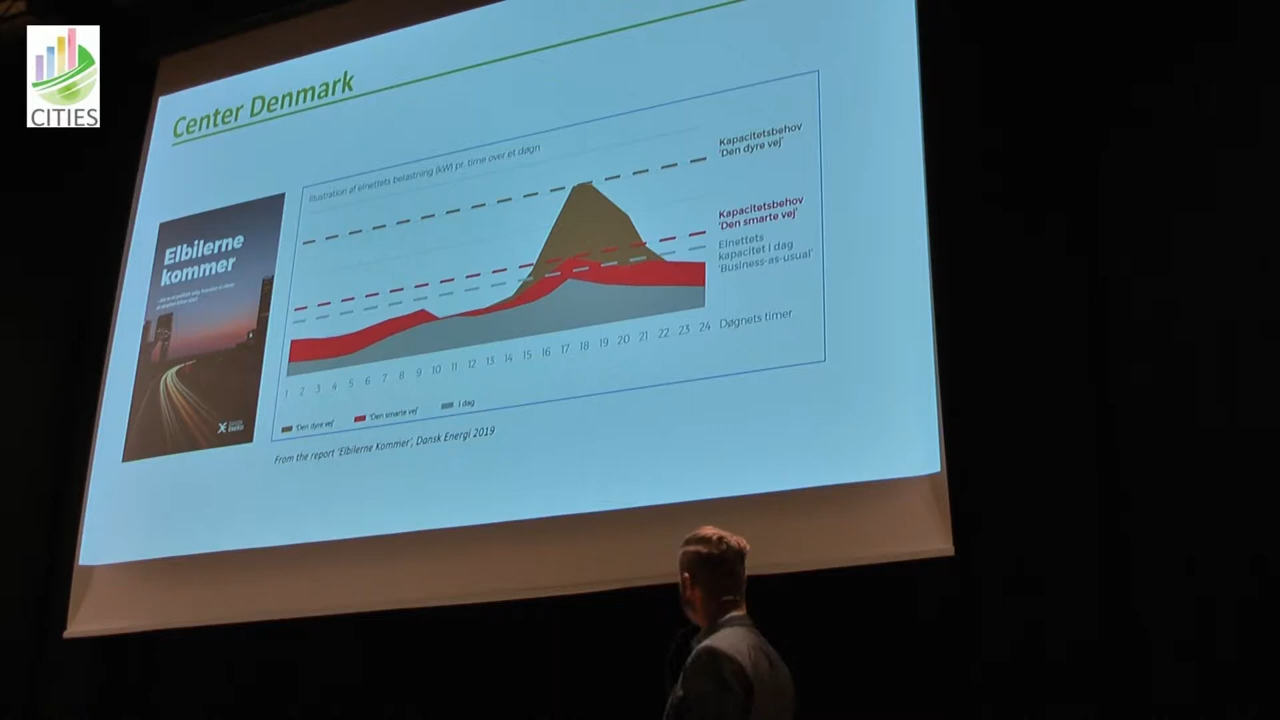 CITIES
Center Denmark
Elbilerne
kommer
Illustration af elnettets belastning (kW) pr. time over et døgn
Kapacitetsbehov
'Den dyre vej'
Kapacitetsbehov
'Den smarte vej'
Elnettets
kapacitet i dag
'Business-as-usual'
1 2 3 4 5 6 7 8 9 10 11 12 13 14 15 16 17 18 19 20 21 22 23 24 Døgnets timer
'Den dyre vej' 'Den smarte vej' I dag
From the report 'Elbilerne Kommer', Dansk Energi 2019